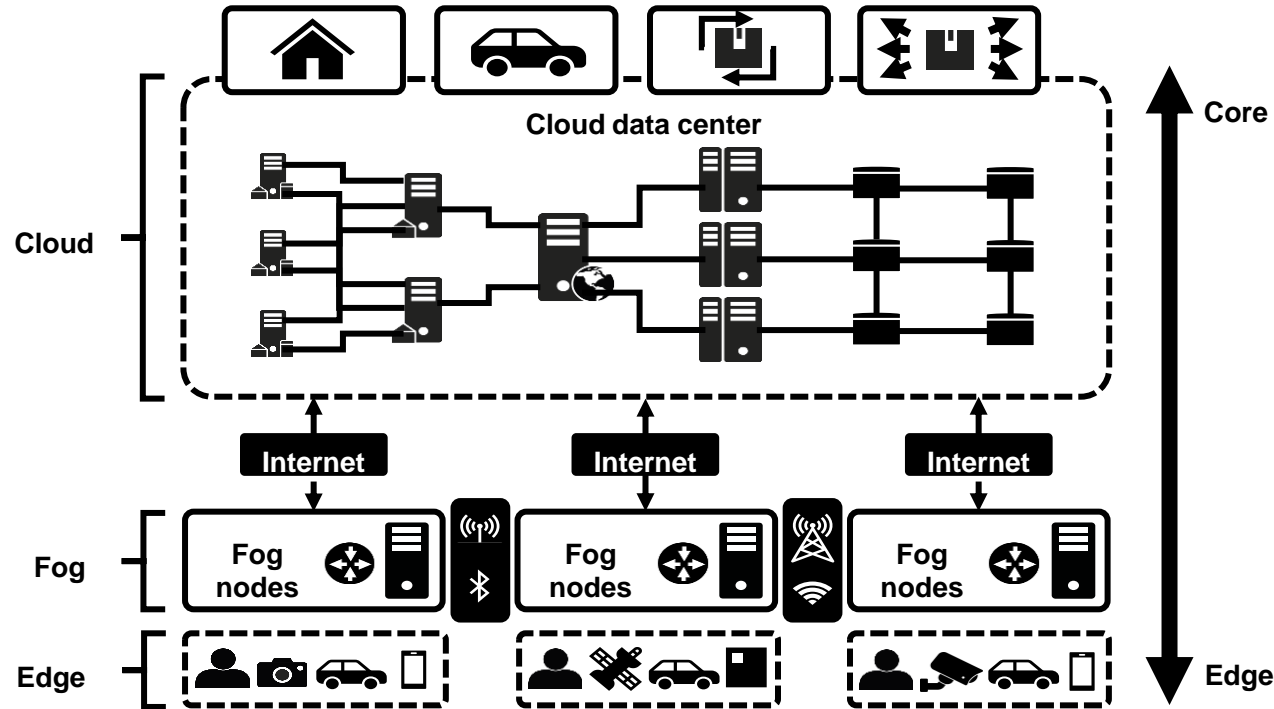 Cloud data center
Core
Cloud
Internet
Internet
Internet
Fog
Fog
nodes
Fog
nodes
Fog
nodes
Edge
Edge